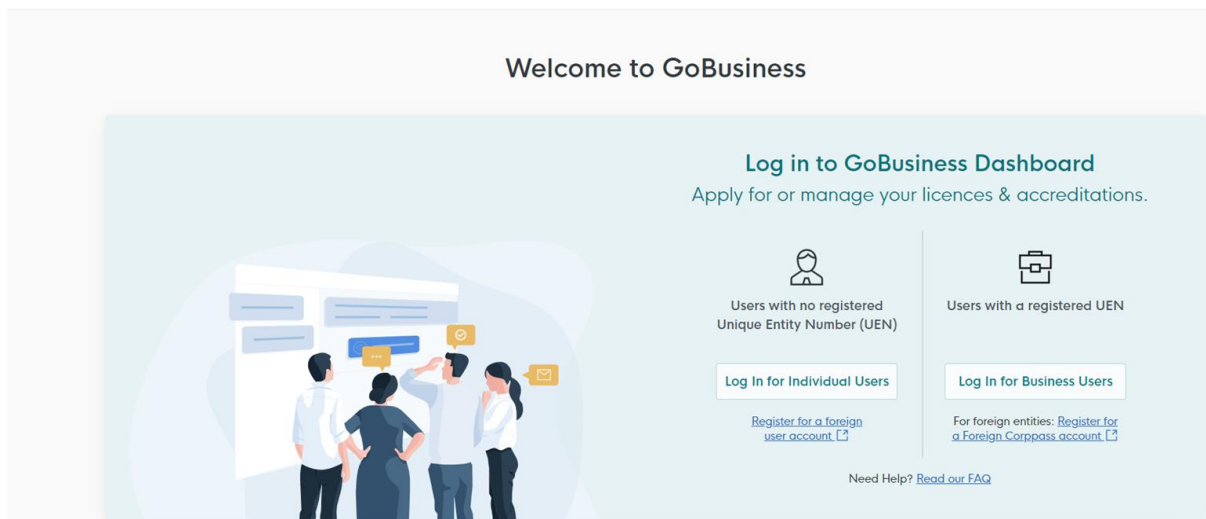 Welcome to GoBusiness
Log in to GoBusiness Dashboard
Apply for or manage your licences & accreditations.
Users with no registered
Unique Entity Number (UEN)
Log In for Individual Users
Register for a foreign
user account
Users with a registered UEN
Log In for Business Users
For foreign entities: Register for
a Foreign Corppass account
Need Help? Read our FAQ